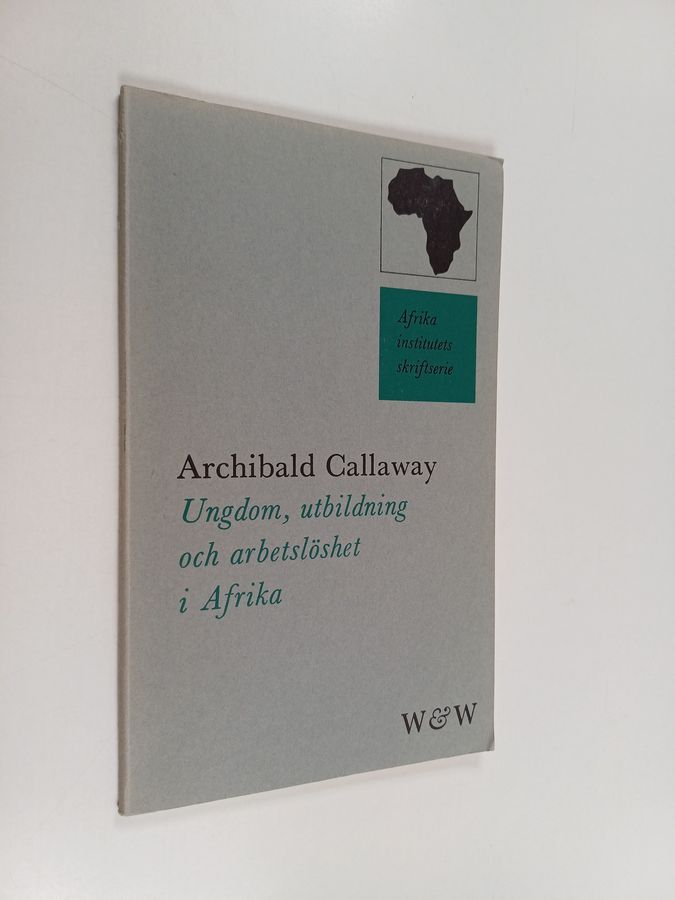 Afrika
institutets
skriftserie
Archibald Callaway
Ungdom, utbildning
och arbetslöshet
i Afrika
W&W